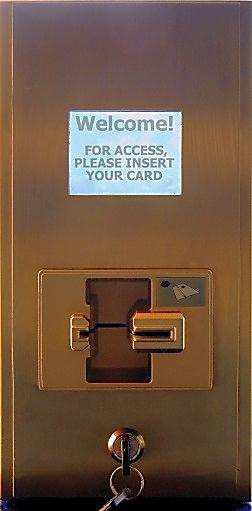 Welcome!
FOR ACCESS,
PLEASE INSERT
YOUR CARD